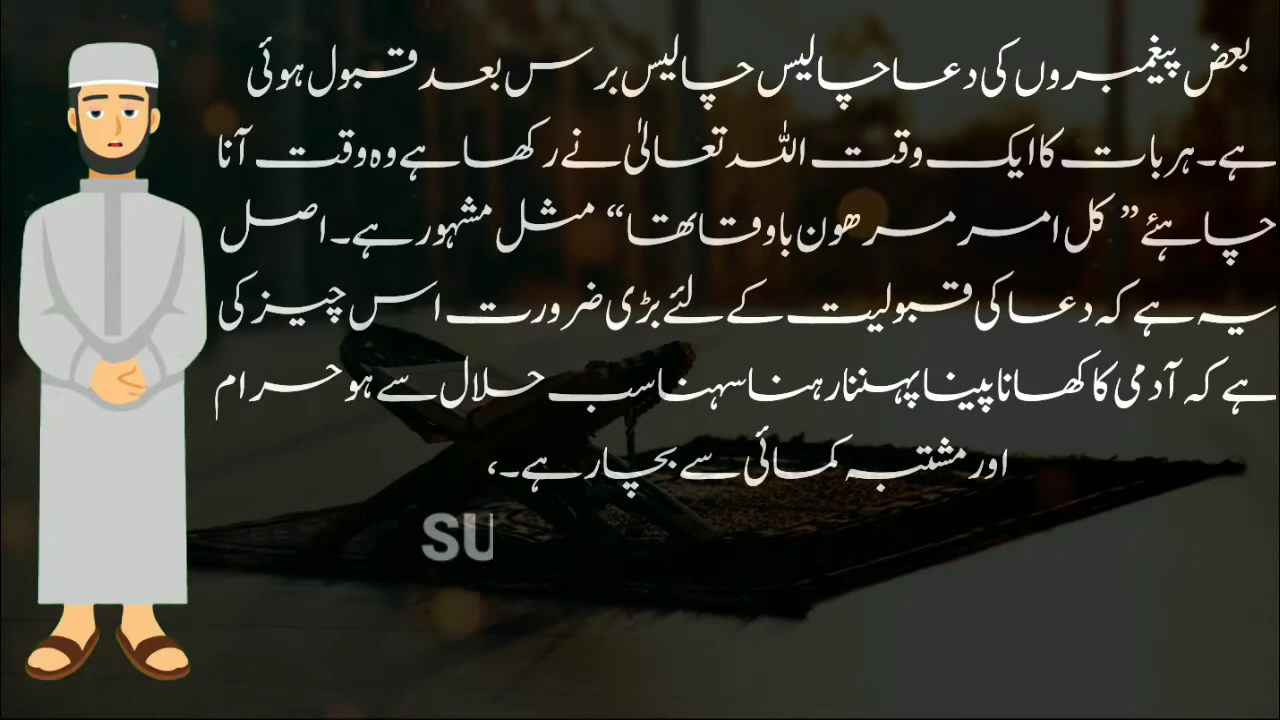 بعض پیغمبروں کی دعا چالیس چالیس برس بعد قبول ہوئی
ہے۔ ہر بات کا ایک وقت اللہ تعالیٰ نے رکھا ہے وہ وقت آنا
چاہئے ”کل امر مرھون باوقاتھا“ مثل مشہور ہے۔ اصل
یہ ہے کہ دعا کی قبولیت کے لئے بڑی ضرورت اس چیز کی
ہے کہ آدمی کا کھانا پینا پہننا رہنا سہنا سب حلال سے ہو حرام
اور مشتبہ کمائی سے بچا رہے۔،
SU